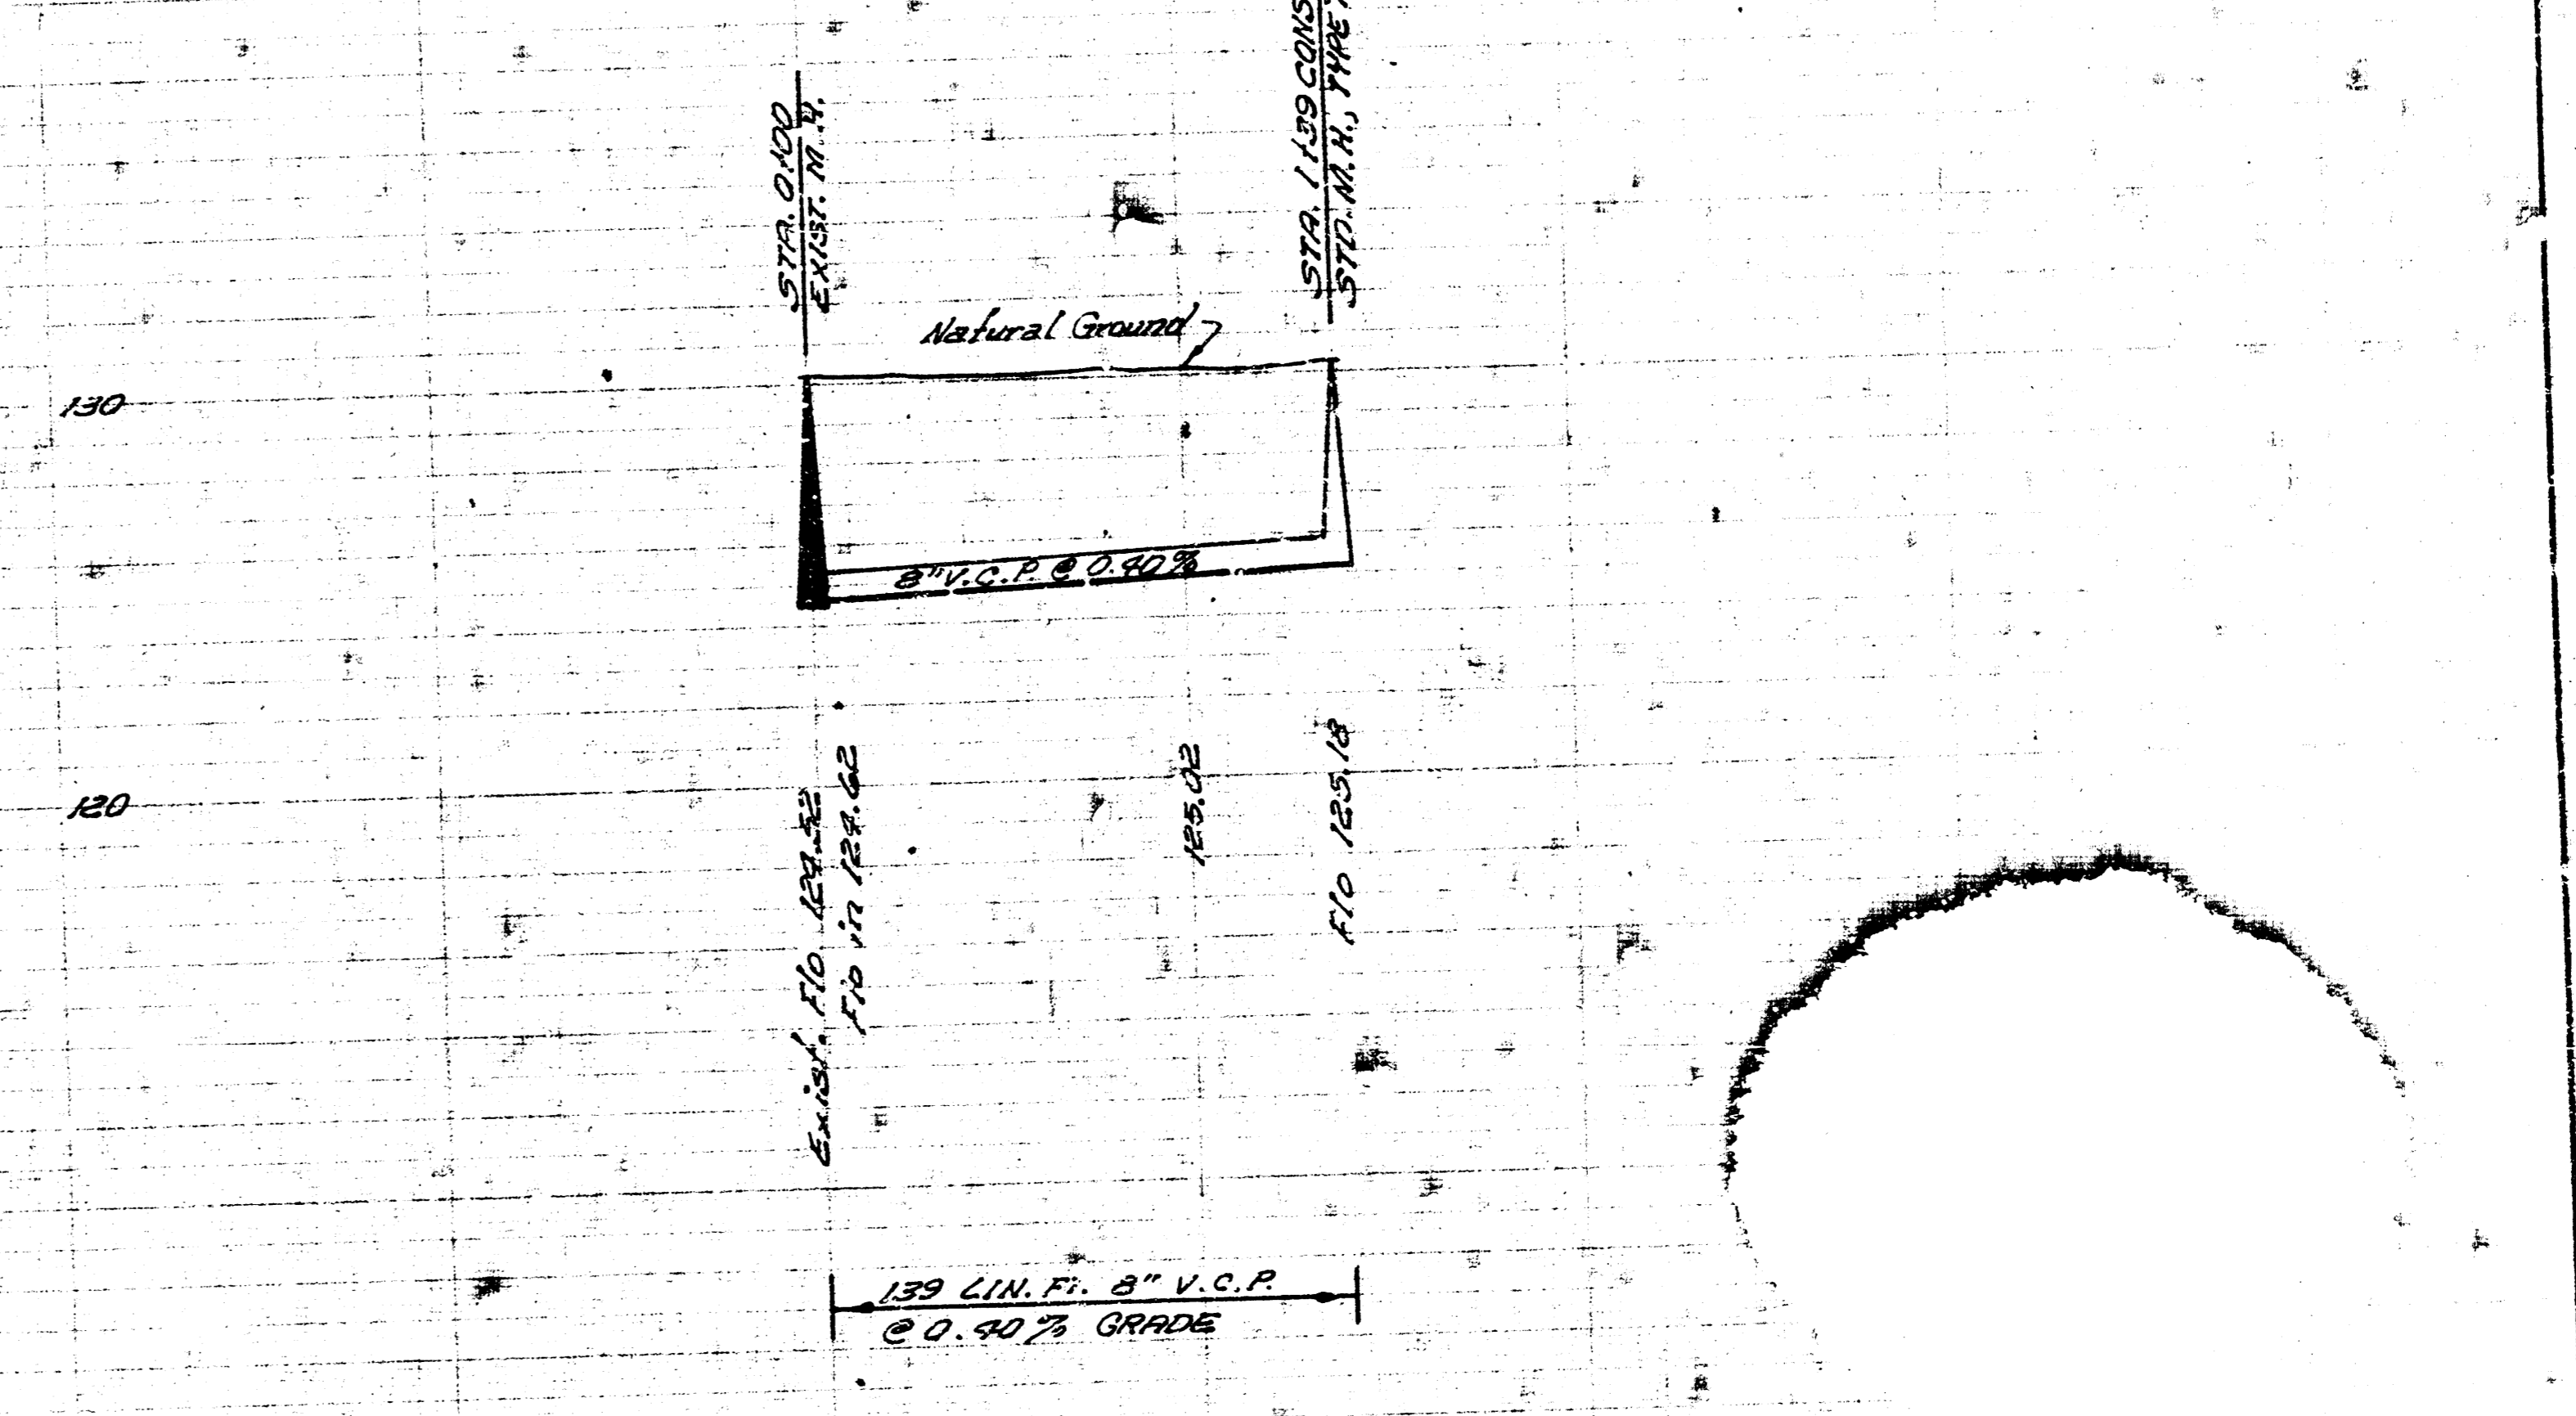 STA. 0+00
EXIST. M.H.
STA. 1+39 CONS
STD. M.H., TYPE
Natural Ground
130
8" V.C.P. @ 0.40%
120
Exist. Flo 124.52
Flo in 124.62
125.02
Flo 125.18
139 LIN. FT. 8" V.C.P.
@ 0.40% GRADE